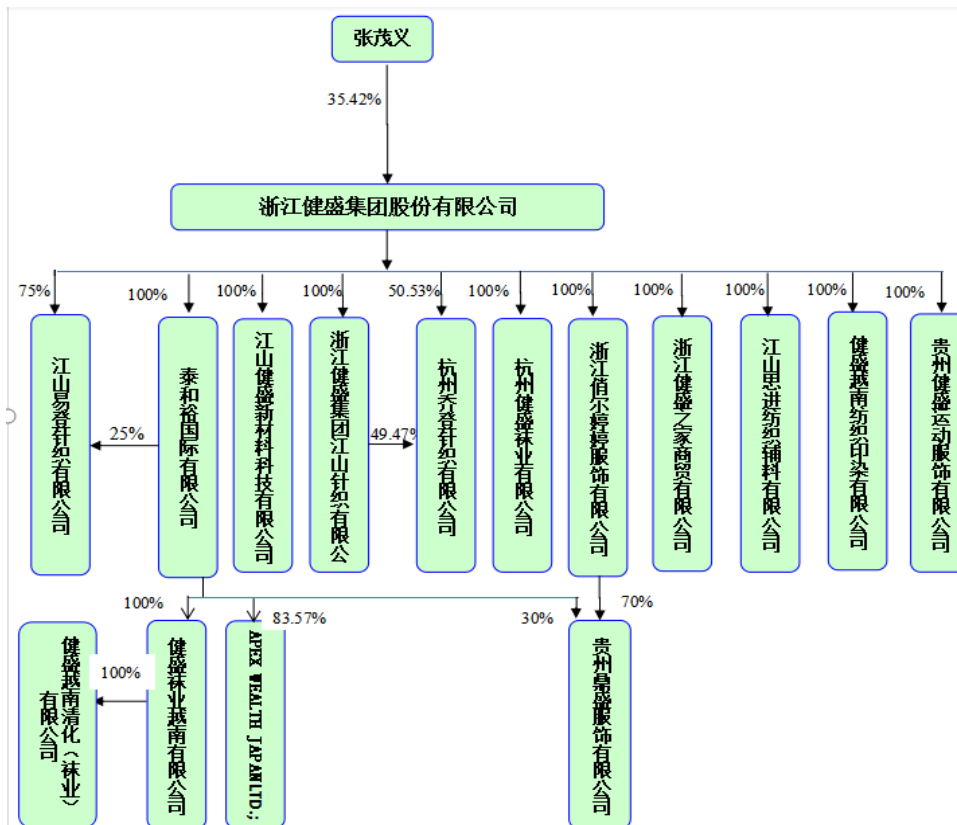 张茂义
35.42%
浙江健盛集团股份有限公司
75%
100%
100%
100%
50.53%
100%
100%
100%
100%
100%
100%
江山易登针织有限公司
泰和裕国际有限公司
江山健盛新材料科技有限公司
浙江健盛集团江山针织有限公
杭州乔登针织有限公司
杭州健盛袜业有限公司
浙江俏尔婷婷服饰有限公司
浙江健盛之家商贸有限公司
江山思进纺织辅料有限公司
健盛越南纺织印染有限公司
贵州健盛运动服饰有限公司
25%
49.47%
100%
83.57%
30%
70%
健盛越南清化（袜业）
有限公司
100%
健盛袜业越南有限公司
APEX WEALTH JAPAN LTD.,;
贵州鼎盛服饰有限公司